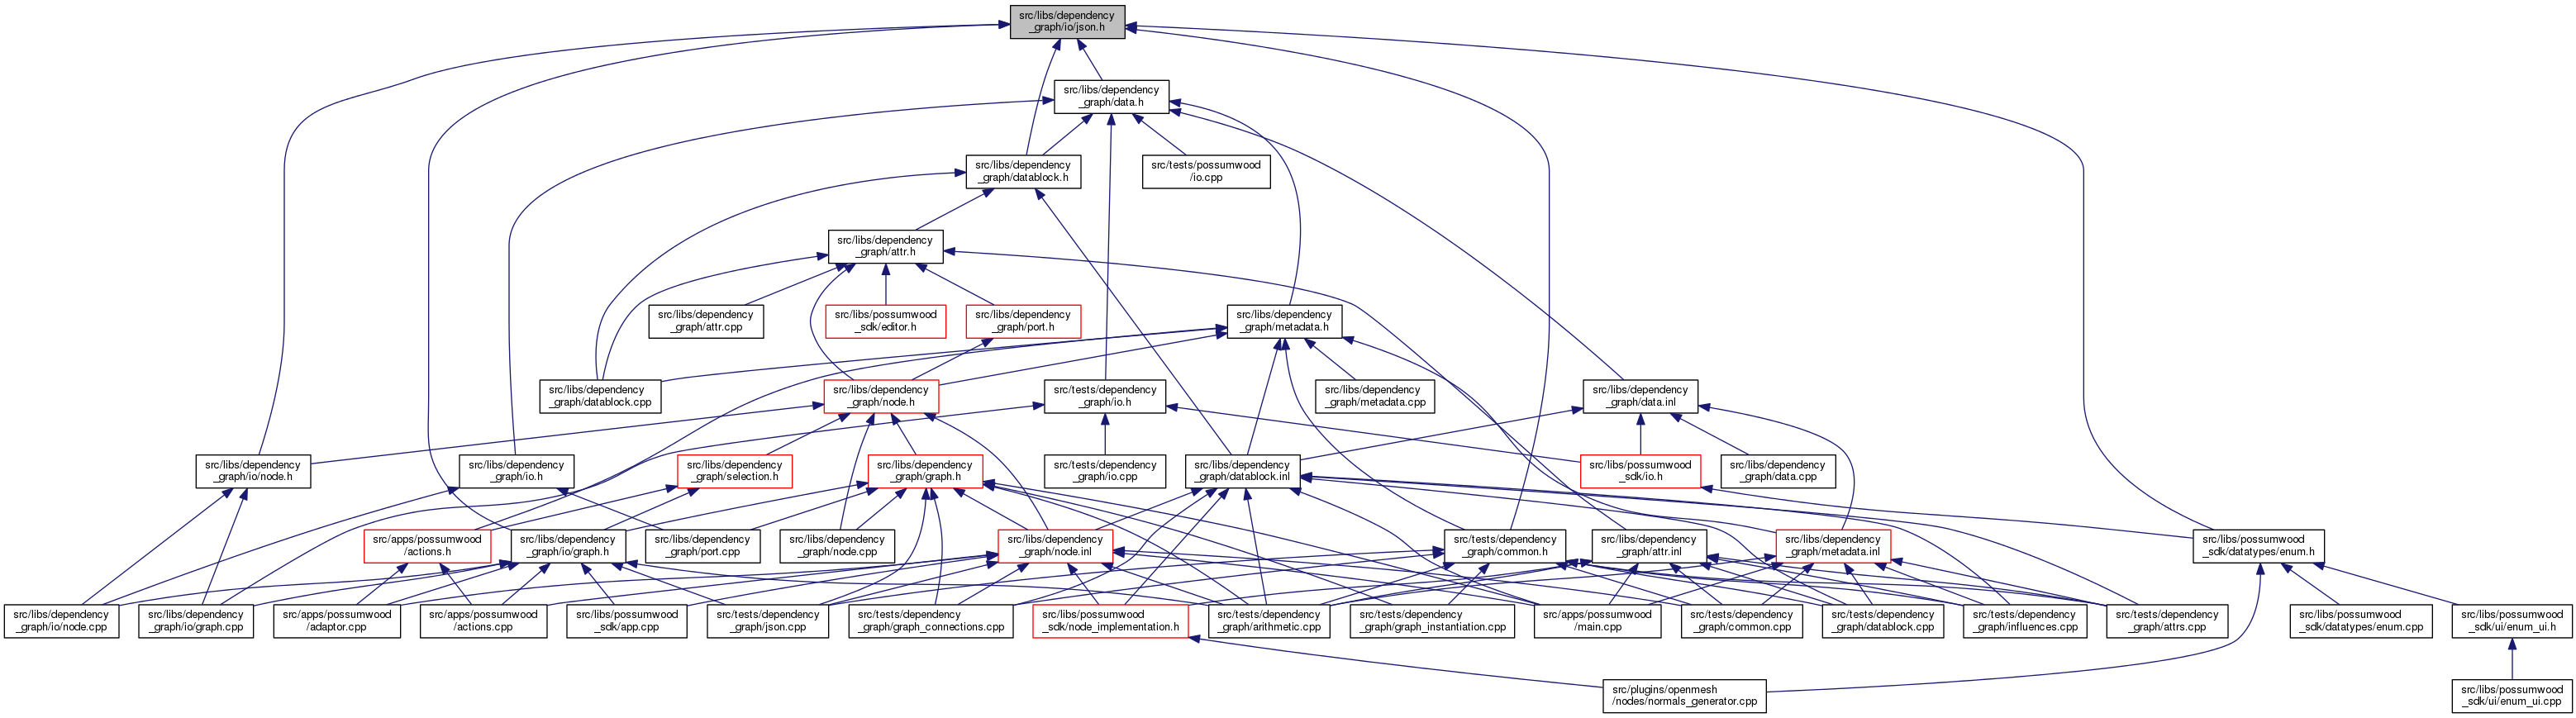 src/libs/dependency
_graph/io/json.h
src/libs/dependency
_graph/data.h
src/libs/dependency
_graph/datablock.h
src/tests/possumwood
/io.cpp
src/libs/dependency
_graph/attr.h
src/libs/dependency
_graph/attr.cpp
src/libs/possumwood
_sdk/editor.h
src/libs/dependency
_graph/port.h
src/libs/dependency
_graph/metadata.h
src/libs/dependency
_graph/datablock.cpp
src/libs/dependency
_graph/node.h
src/tests/dependency
_graph/io.h
src/libs/dependency
_graph/metadata.cpp
src/libs/dependency
_graph/data.inl
src/libs/dependency
_graph/io/node.h
src/libs/dependency
_graph/io.h
src/libs/dependency
_graph/selection.h
src/libs/dependency
_graph/graph.h
src/tests/dependency
_graph/io.cpp
src/libs/dependency
_graph/datablock.inl
src/libs/possumwood
_sdk/io.h
src/libs/dependency
_graph/data.cpp
src/apps/possumwood
/actions.h
src/libs/dependency
_graph/io/graph.h
src/libs/dependency
_graph/port.cpp
src/libs/dependency
_graph/node.cpp
src/libs/dependency
_graph/node.inl
src/tests/dependency
_graph/common.h
src/libs/dependency
_graph/attr.inl
src/libs/dependency
_graph/metadata.inl
src/libs/possumwood
_sdk/datatypes/enum.h
src/libs/dependency
_graph/io/node.cpp
src/libs/dependency
_graph/io/graph.cpp
src/apps/possumwood
/adaptor.cpp
src/apps/possumwood
/actions.cpp
src/libs/possumwood
_sdk/app.cpp
src/tests/dependency
_graph/json.cpp
src/tests/dependency
_graph/graph_connections.cpp
src/libs/possumwood
_sdk/node_implementation.h
src/tests/dependency
_graph/arithmetic.cpp
src/tests/dependency
_graph/graph_instantiation.cpp
src/apps/possumwood
/main.cpp
src/tests/dependency
_graph/common.cpp
src/tests/dependency
_graph/datablock.cpp
src/tests/dependency
_graph/influences.cpp
src/tests/dependency
_graph/attrs.cpp
src/libs/possumwood
_sdk/datatypes/enum.cpp
src/libs/possumwood
_sdk/ui/enum_ui.h
src/plugins/openmesh
/nodes/normals_generator.cpp
src/libs/possumwood
_sdk/ui/enum_ui.cpp